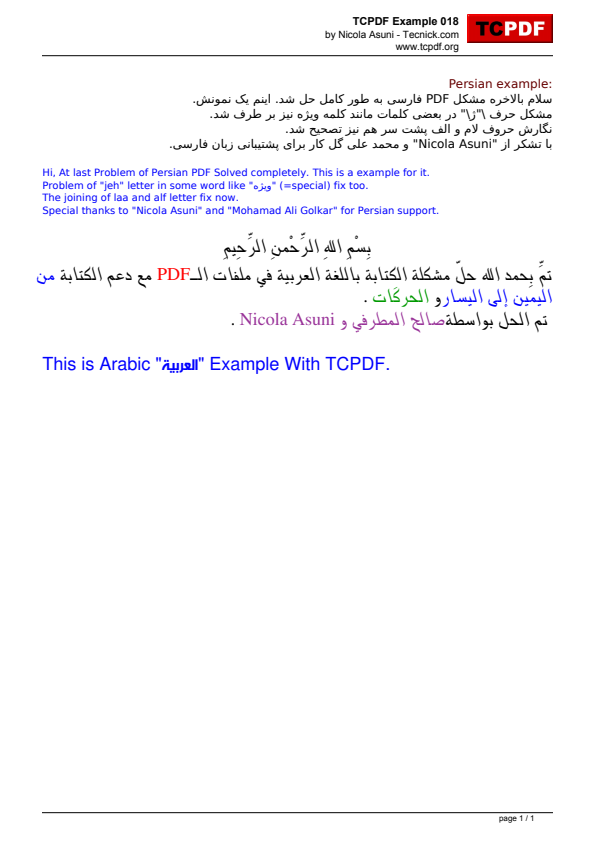 TCPDF Example 018
by Nicola Asuni - Tecnick.com
www.tcpdf.org
TCPDF
Persian example:
سلام بالاخره مشکل PDF فارسی به طور کامل حل شد. اینم یک نمونش.
مشکل حرف \"ژ\" در بعضی کلمات مانند کلمه ویژه نیز بر طرف شد.
نگارش حروف لام و الف پشت سر هم نیز تصحیح شد.
با تشکر از "Nicola Asuni" و محمد علی گل کار برای پشتیبانی زبان فارسی.
Hi, At last Problem of Persian PDF Solved completely. This is a example for it.
Problem of "jeh" letter in some word like "ویژه" (=special) fix too.
The joining of laa and alf letter fix now.
Special thanks to "Nicola Asuni" and "Mohamad Ali Golkar" for Persian support.
بِسْمِ اللهِ الرَّحْمنِ الرَّحِيمِ
تمَِّ بِحمد الله حلّ مشكلة الكتابة باللغة العربية في ملفات الـPDF مع دعم الكتابة من
اليمين إلى اليسارو الحركَات .
تم الحل بواسطةصالح المطرفي و Nicola Asuni .
This is Arabic "العربية" Example With TCPDF.
page 1 / 1